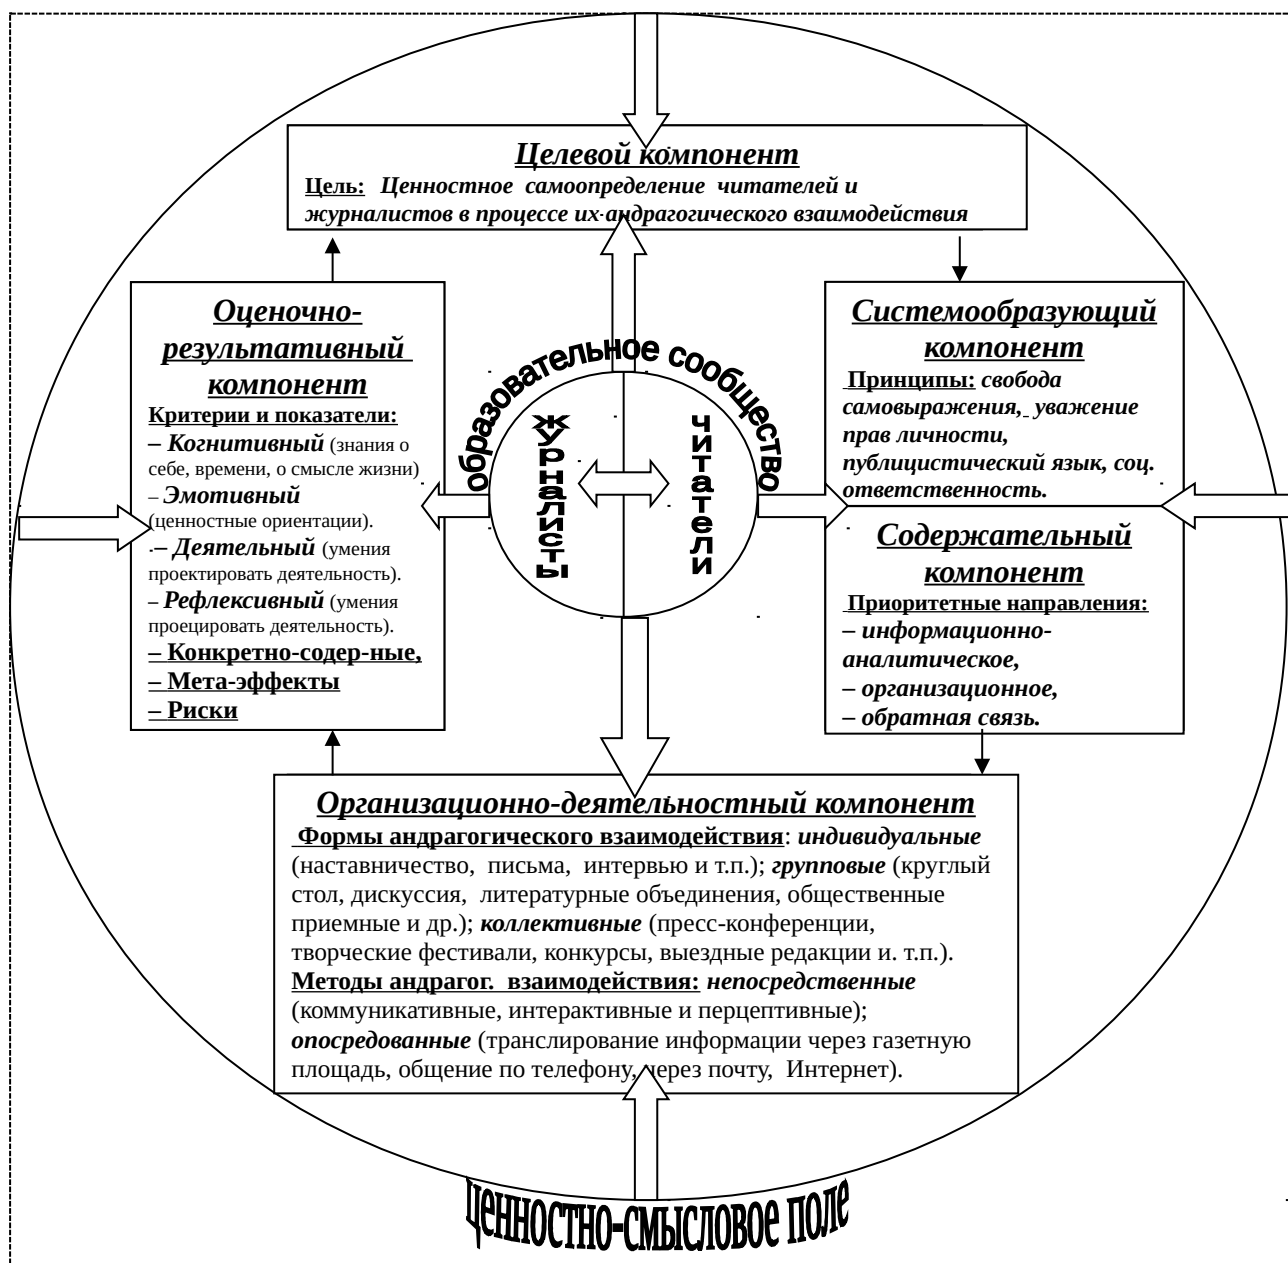 Целевой компонент
Цель: Ценностное самоопределение читателей и
журналистов в процессе их андрагогического взаимодействия
Оценочно-
результативный
компонент
Критерии и показатели:
– Когнитивный (знания о
себе, времени, о смысле жизни)
– Эмотивный
(ценностные ориентации).
– Деятельный (умения
проектировать деятельность).
– Рефлексивный (умения
проецировать деятельность).
– Конкретно-содер-ные,
– Мета-эффекты
– Риски
образовательное сообщество
журналисты
читатели
Системообразующий
компонент
Принципы: свобода
самовыражения, уважение
прав личности,
публицистический язык, соц.
ответственность.
Содержательный
компонент
Приоритетные направления:
– информационно-
аналитическое,
– организационное,
– обратная связь.
Организационно-деятельностный компонент
Формы андрагогического взаимодействия: индивидуальные
(наставничество, письма, интервью и т.п.); групповые (круглый
стол, дискуссия, литературные объединения, общественные
приемные и др.); коллективные (пресс-конференции,
творческие фестивали, конкурсы, выездные редакции и. т.п.).
Методы андрагог. взаимодействия: непосредственные
(коммуникативные, интерактивные и перцептивные);
опосредованные (транслирование информации через газетную
площадь, общение по телефону, через почту, Интернет).
ценностно-смысловое поле